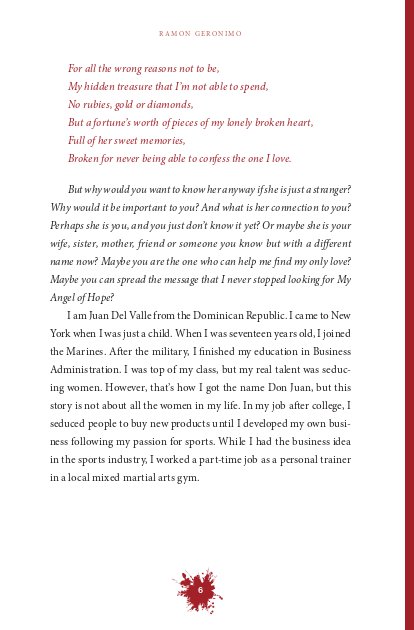 RAMON GERONIMO
For all the wrong reasons not to be,
My hidden treasure that I'm not able to spend,
No rubies, gold or diamonds,
But a fortune's worth of pieces of my lonely broken heart,
Full of her sweet memories,
Broken for never being able to confess the one I love.
But why would you want to know her anyway if she is just a stranger?
Why would it be important to you? And what is her connection to you?
Perhaps she is you, and you just don't know it yet? Or maybe she is your
wife, sister, mother, friend or someone you know but with a different
name now? Maybe you are the one who can help me find my only love?
Maybe you can spread the message that I never stopped looking for My
Angel of Hope?
I am Juan Del Valle from the Dominican Republic. I came to New
York when I was just a child. When I was seventeen years old, I joined
the Marines. After the military, I finished my education in Business
Administration. I was top of my class, but my real talent was seduc-
ing women. However, that's how I got the name Don Juan, but this
story is not about all the women in my life. In my job after college, I
seduced people to buy new products until I developed my own busi-
ness following my passion for sports. While I had the business idea
in the sports industry, I worked a part-time job as a personal trainer
in a local mixed martial arts gym.
6